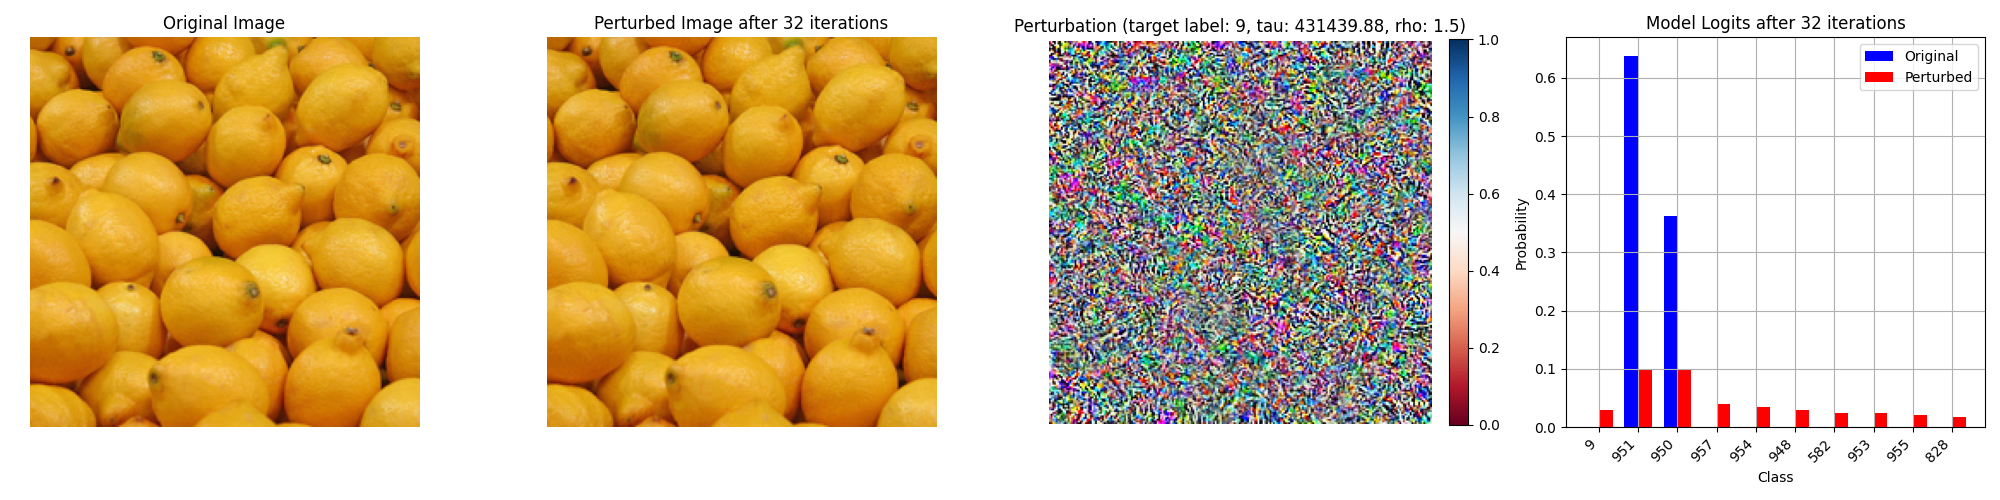 Original Image
Perturbed Image after 32 iterations
Perturbation (target label: 9, tau: 431439.88, rho: 1.5)
1.0
0.8
0.6
0.4
0.2
0.0
Model Logits after 32 iterations
Original
Perturbed
Probability
0.6
0.5
0.4
0.3
0.2
0.1
0.0
9
951
950
957
954
948
582
953
955
828
Class